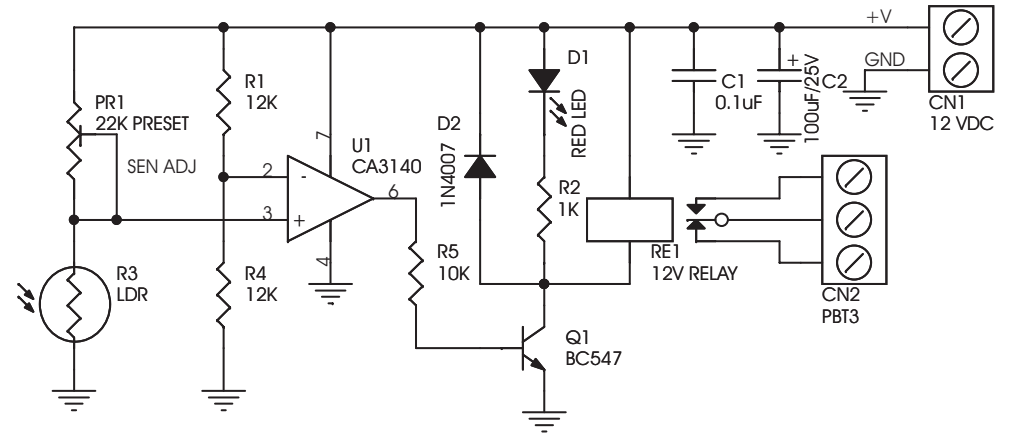 +V
GND
CN1
12 VDC
C1
0.1uF
+
C2
100uF/25V
D1
RED LED
R1
12K
PR1
22K PRESET
SEN ADJ
D2
1N4007
U1
CA3140
7
2
-
3
+
6
4
R2
1K
RE1
12V RELAY
R5
10K
R3
LDR
R4
12K
CN2
PBT3
Q1
BC547